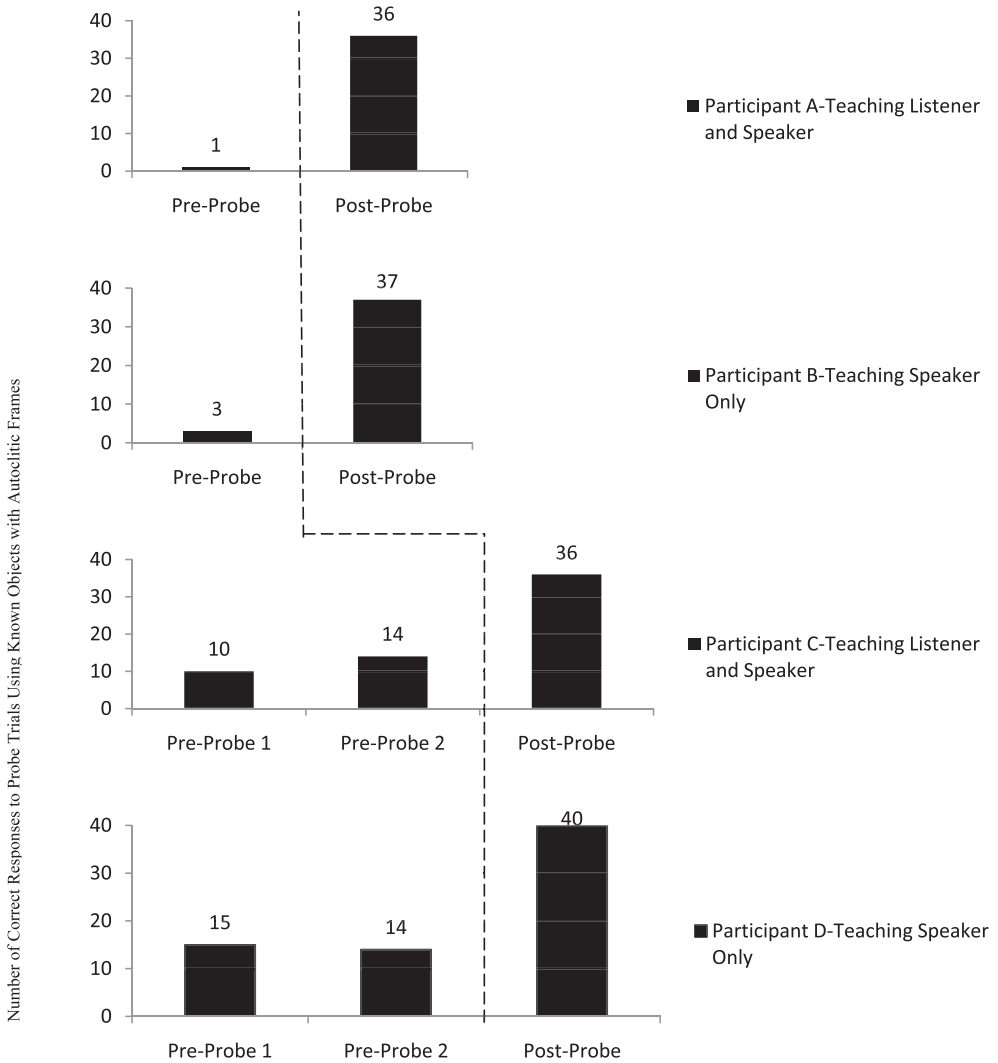 Number of Correct Responses to Probe Trials Using Known Objects with Autoclitic Frames
40
30
20
10
0
1
36
Pre-Probe
Post-Probe
Participant A-Teaching Listener
and Speaker
40
30
20
10
0
3
37
Pre-Probe
Post-Probe
Participant B-Teaching Speaker
Only
40
30
20
10
0
10
14
36
Pre-Probe 1
Pre-Probe 2
Post-Probe
Participant C-Teaching Listener
and Speaker
40
30
20
10
0
15
14
40
Pre-Probe 1
Pre-Probe 2
Post-Probe
Participant D-Teaching Speaker
Only